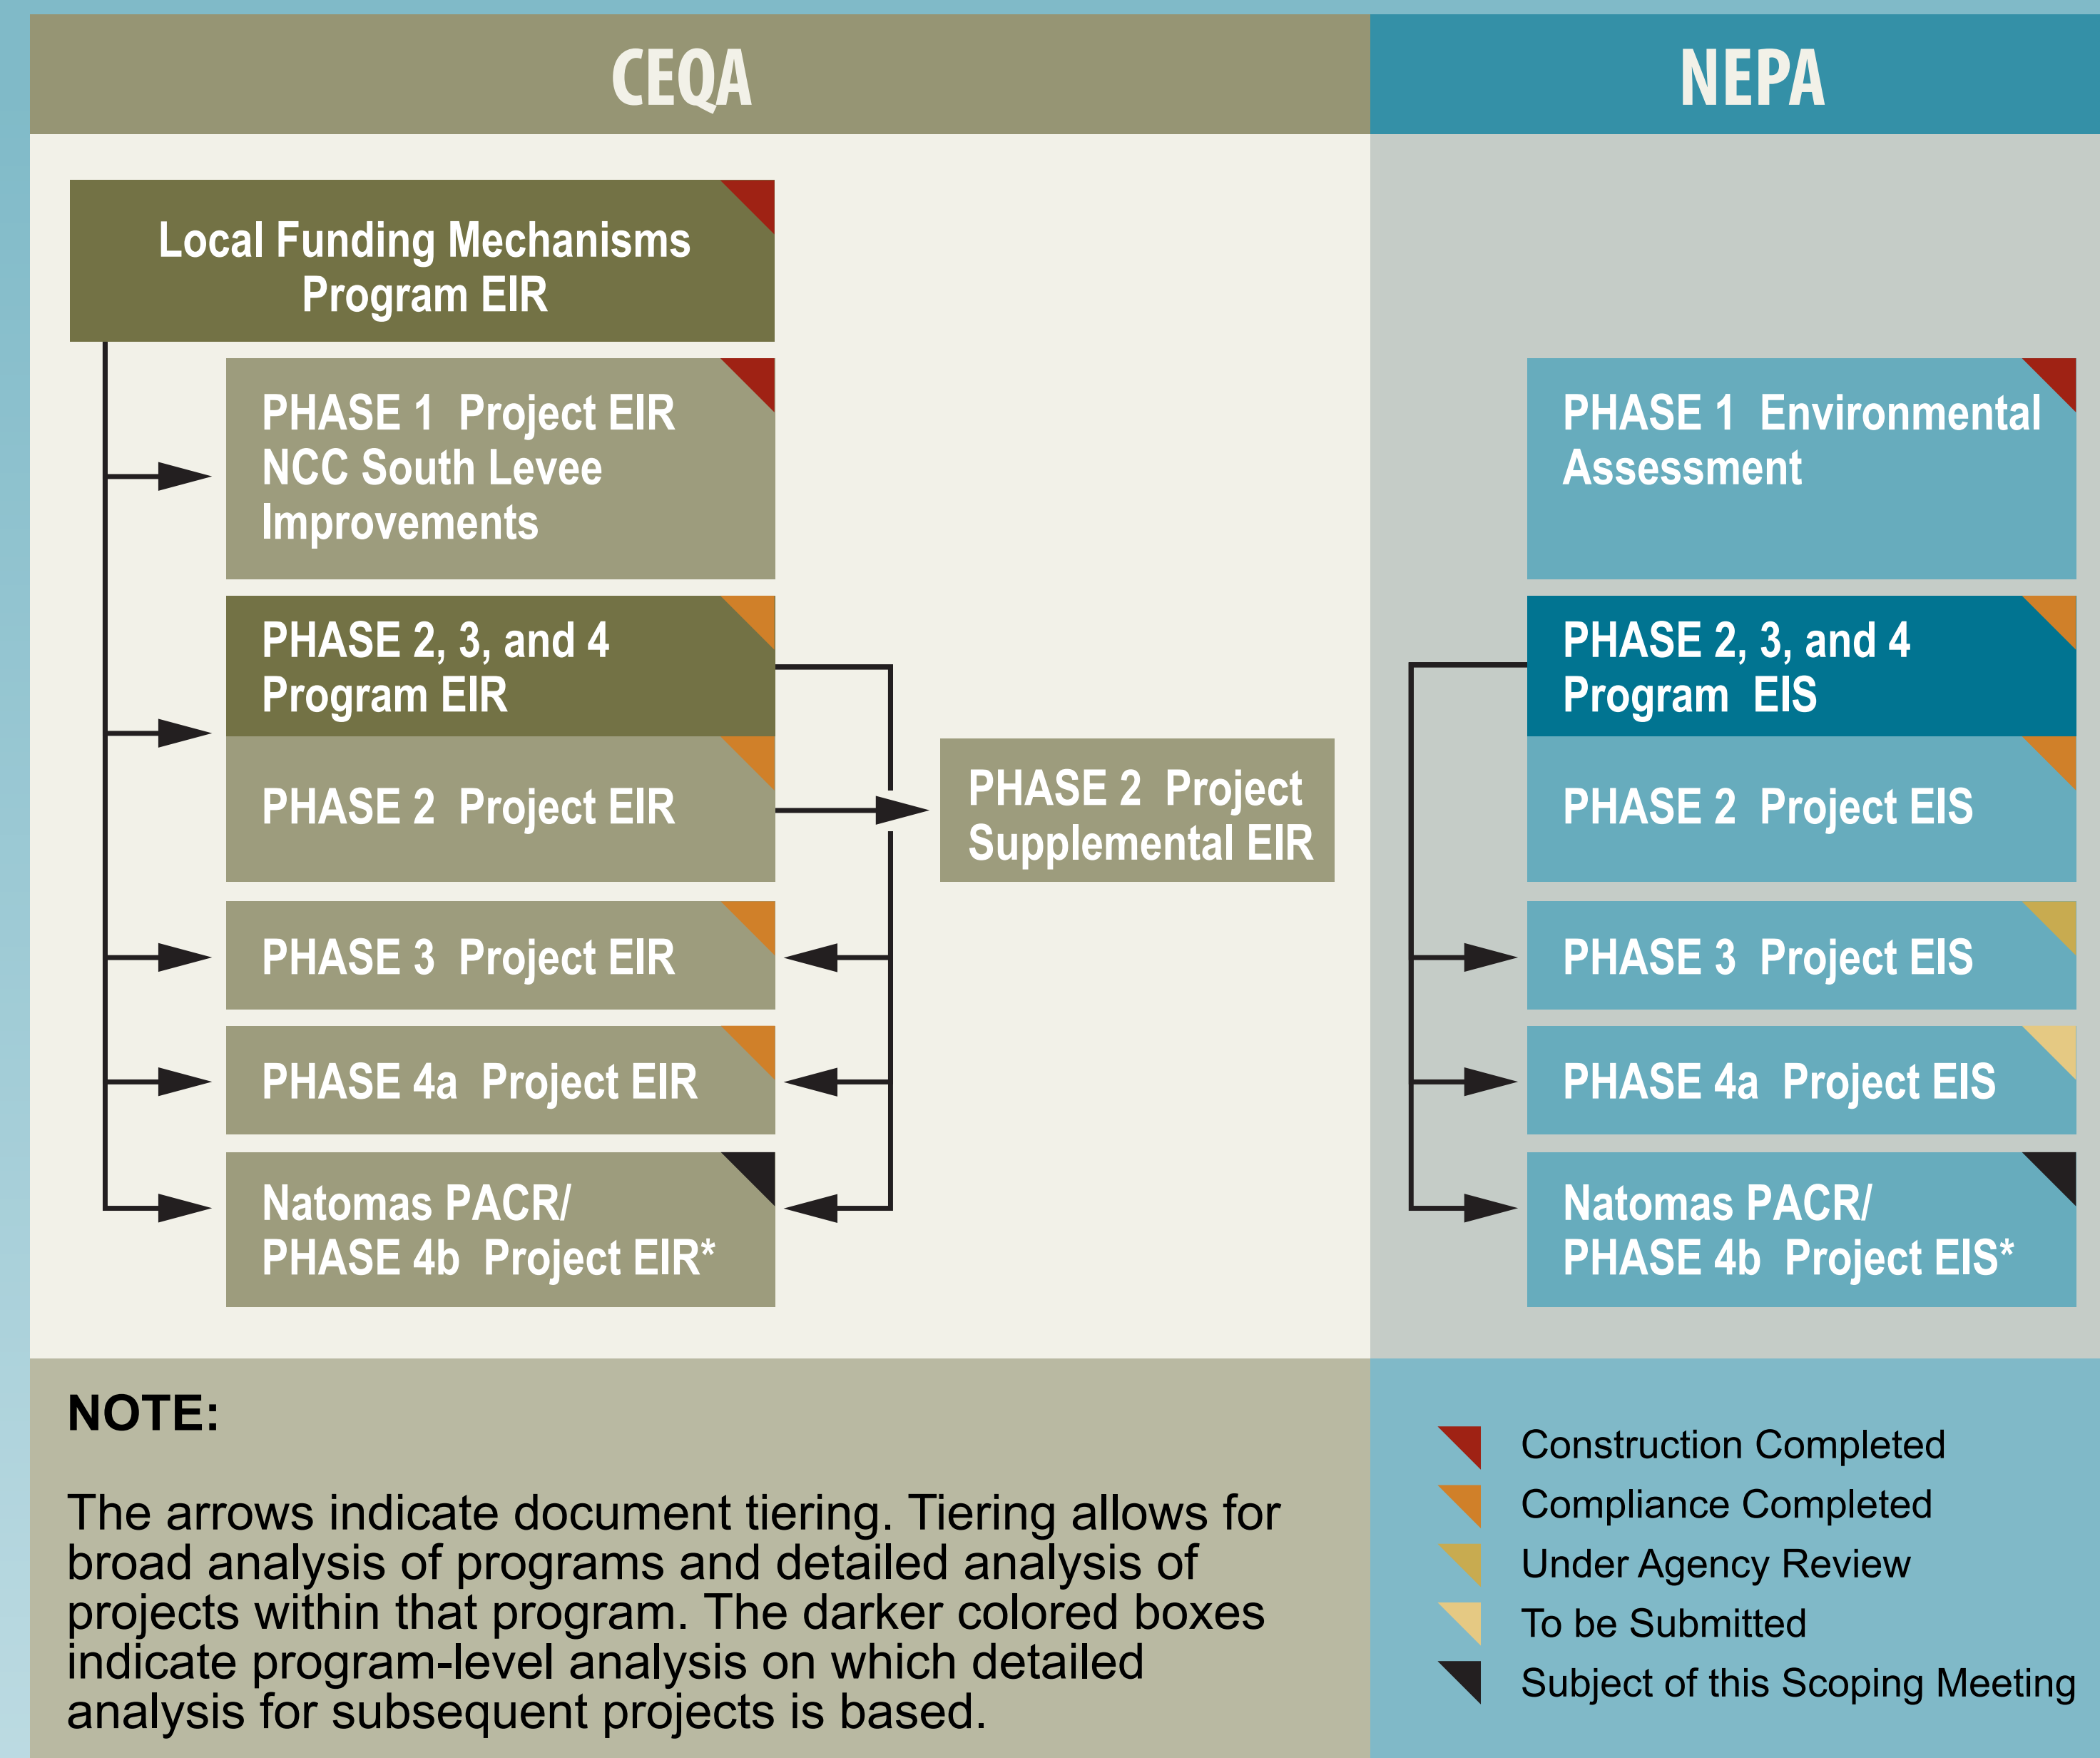 CEQA
NEPA
Local Funding Mechanisms
Program EIR
PHASE 1 Project EIR
NCC South Levee
Improvements
PHASE 2, 3, and 4
Program EIR
PHASE 2 Project EIR
PHASE 2 Project
Supplemental EIR
PHASE 3 Project EIR
PHASE 4a Project EIR
Natomas PACR/
PHASE 4b Project EIR*
PHASE 1 Environmental
Assessment
PHASE 2, 3, and 4
Program EIS
PHASE 2 Project EIS
PHASE 3 Project EIS
PHASE 4a Project EIS
Natomas PACR/
PHASE 4b Project EIS*
NOTE:
The arrows indicate document tiering. Tiering allows for
broad analysis of programs and detailed analysis of
projects within that program. The darker colored boxes
indicate program-level analysis on which detailed
analysis for subsequent projects is based.
Construction Completed
Compliance Completed
Under Agency Review
To be Submitted
Subject of this Scoping Meeting